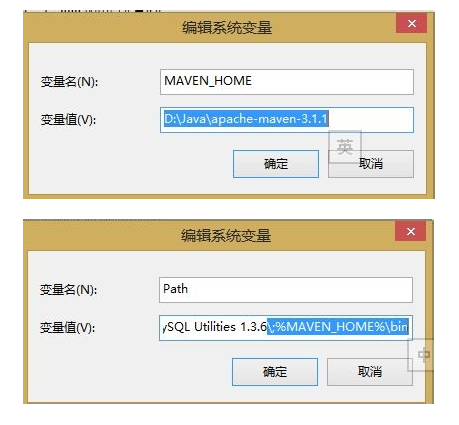 编辑系统变量
变量名(N):
MAVEN_HOME
变量值(V):
D:\Java\apache-maven-3.1.1
英
确定
取消
编辑系统变量
变量名(N):
Path
变量值(V):
ySQL Utilities 1.3.6\;%MAVEN_HOME%\bin
中
确定
取消